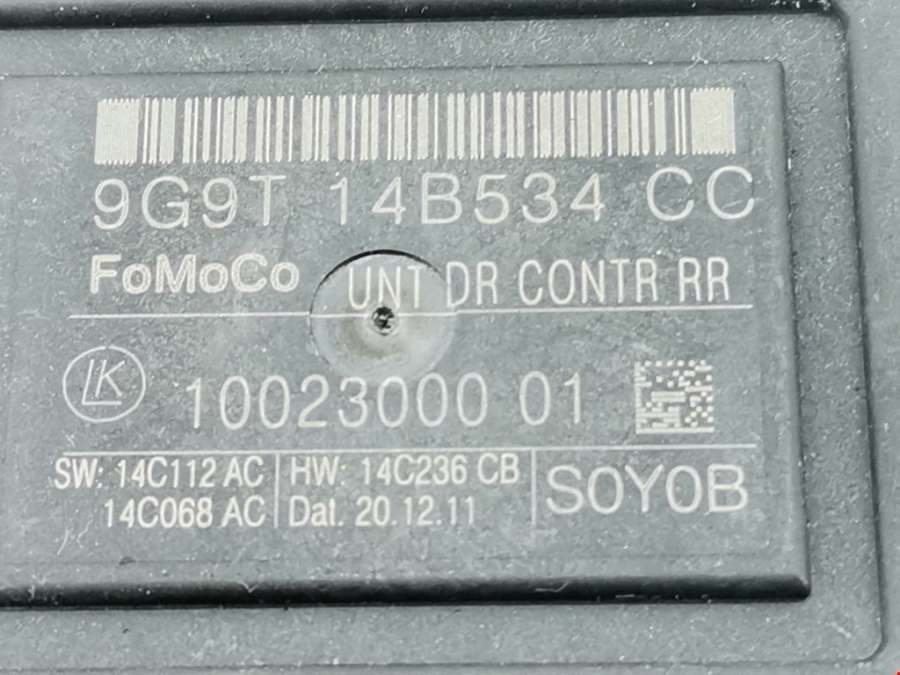 9G9T 14B534 CC
FoMoCo UNT DR CONTR RR
LK 10023000 01
SW: 14C112 AC HW: 14C236 CB S0Y0B
14C068 AC Dat. 20.12.11